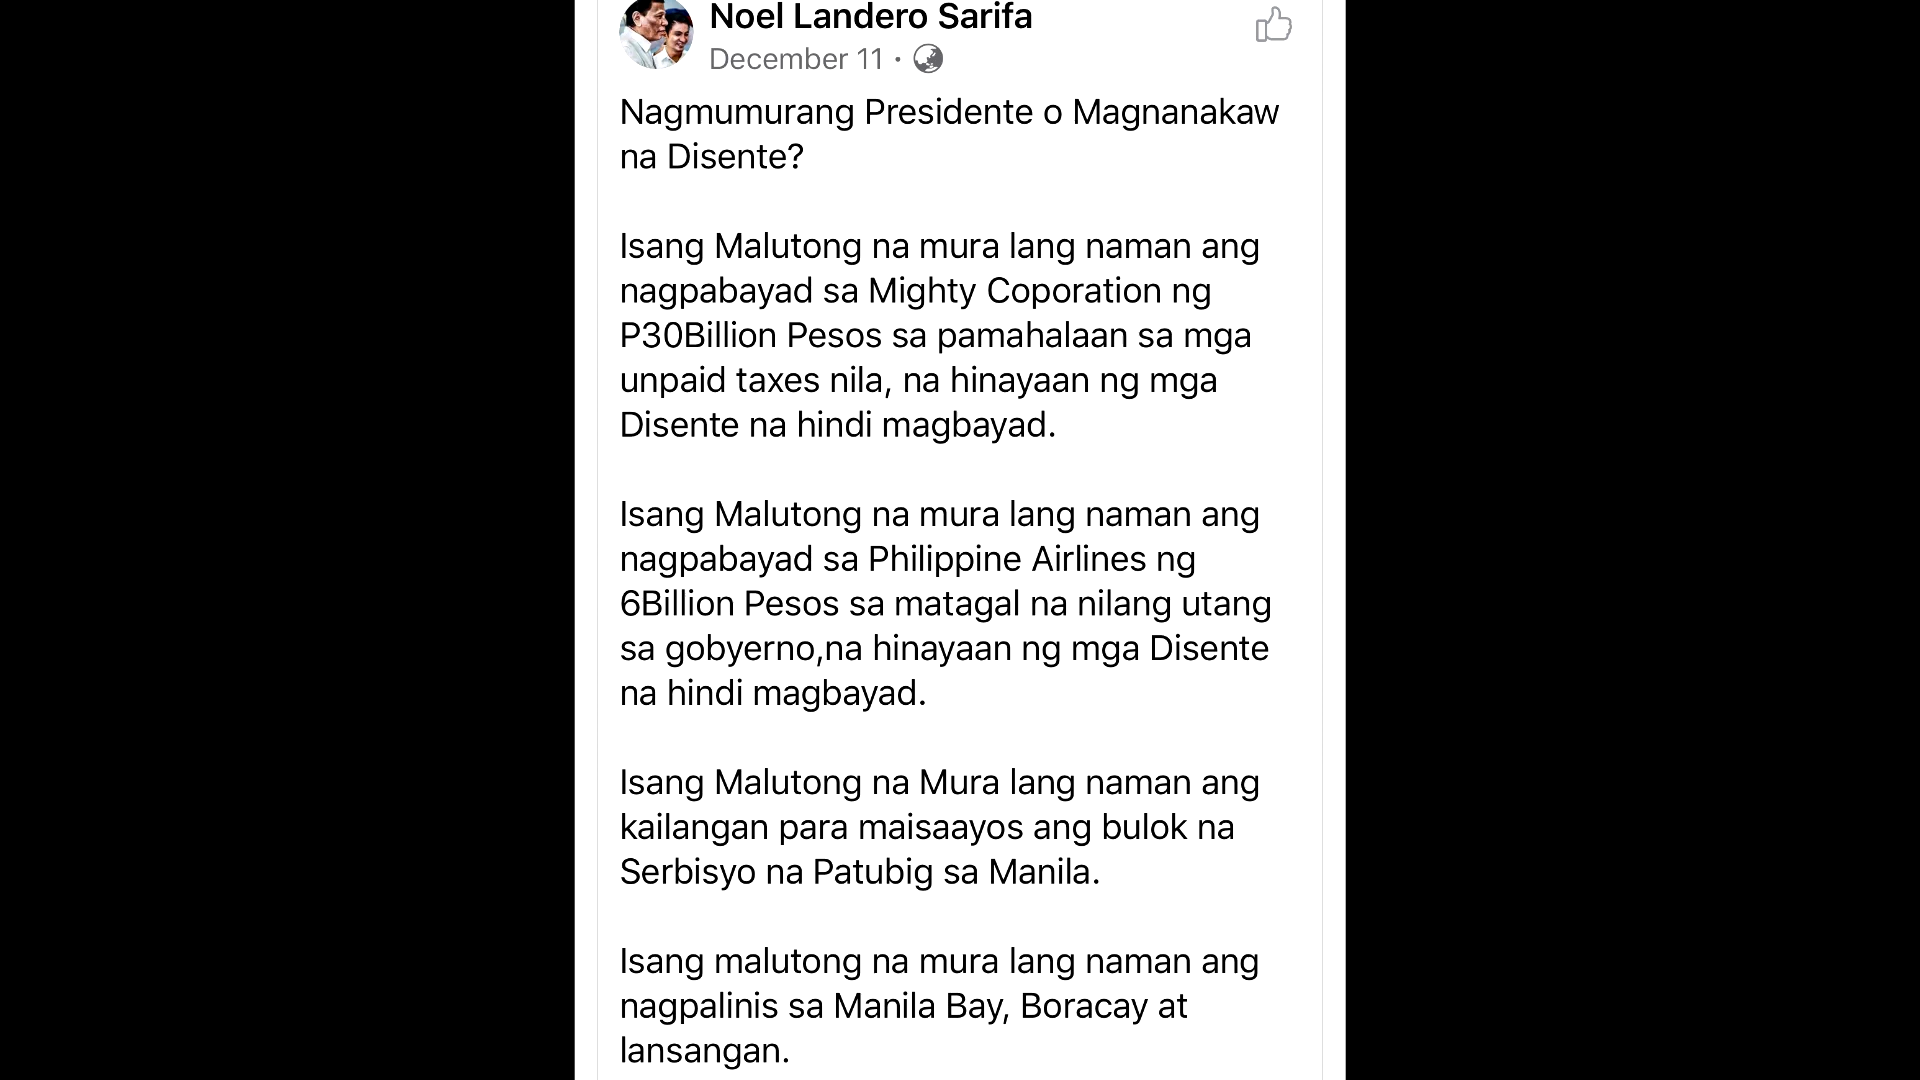 Noel Landero Sarifa
December 11 ·
Nagmumurang Presidente o Magnanakaw
na Disente?
Isang Malutong na mura lang naman ang
nagpabayad sa Mighty Coporation ng
P30Billion Pesos sa pamahalaan sa mga
unpaid taxes nila, na hinayaan ng mga
Disente na hindi magbayad.
Isang Malutong na mura lang naman ang
nagpabayad sa Philippine Airlines ng
6Billion Pesos sa matagal na nilang utang
sa gobyerno,na hinayaan ng mga Disente
na hindi magbayad.
Isang Malutong na Mura lang naman ang
kailangan para maisaayos ang bulok na
Serbisyo na Patubig sa Manila.
Isang malutong na mura lang naman ang
nagpalinis sa Manila Bay, Boracay at
lansangan.